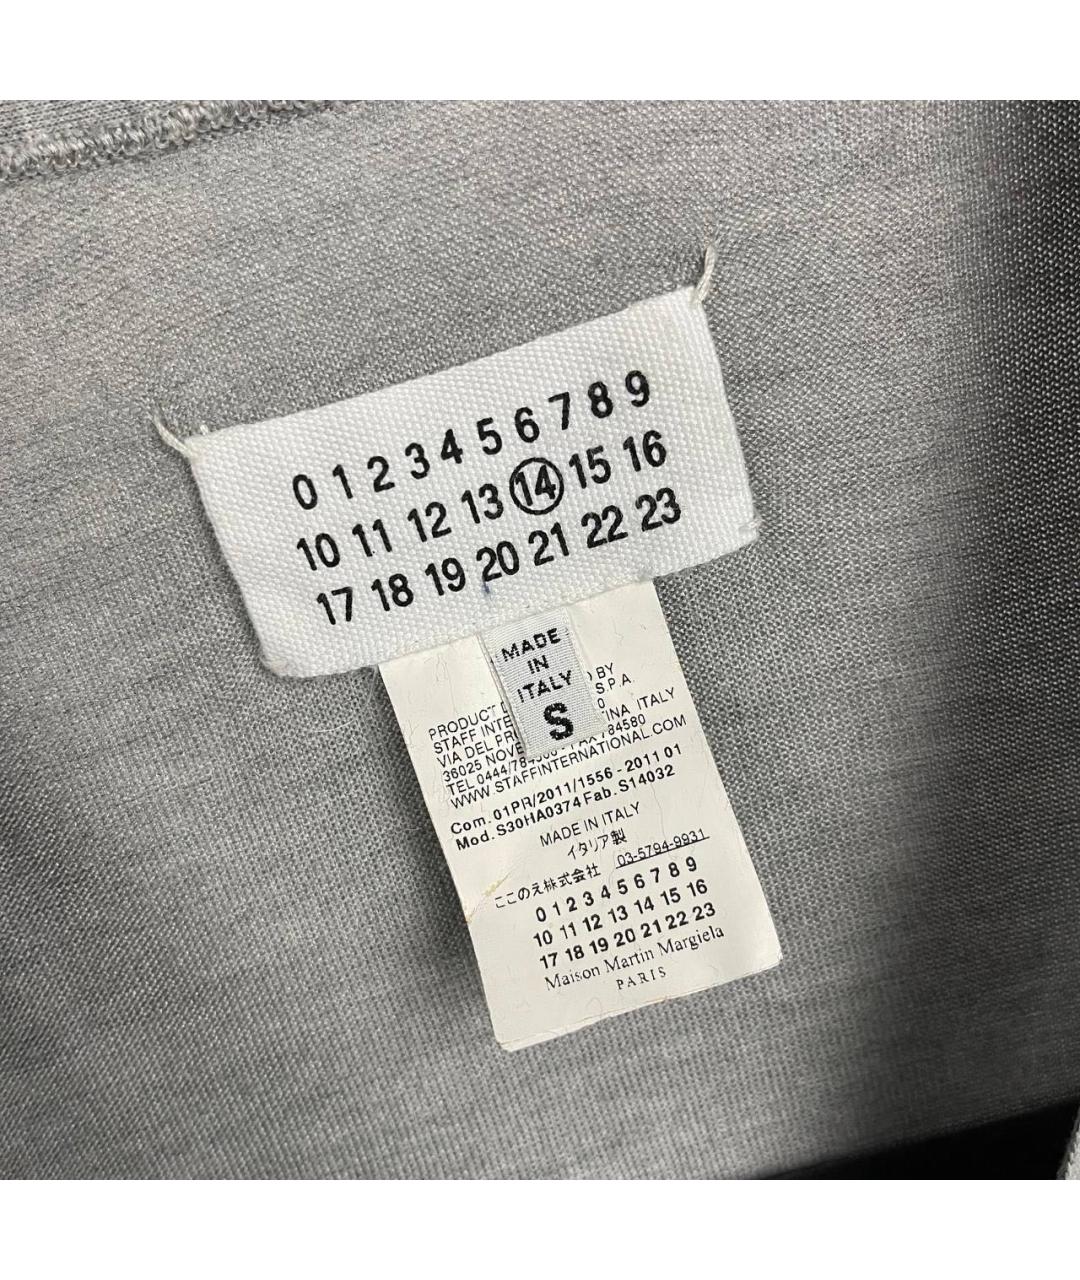 0 1 2 3 4 5 6 7 8 9
10 11 12 13 14 15 16
17 18 19 20 21 22 23
MADE
IN
ITALY
S
PRODUCT D BY
STAFF INTE S.P.A.
VIA DEL PR 0
36025 NOVE INA ITALY
TEL 0444/784500 - FAX 784580
WWW.STAFFINTERNATIONAL.COM
Com. 01PR/2011/1556 - 2011 01
Mod. S30HA0374 Fab. S14032
MADE IN ITALY
イタリア製
ここのえ株式会社 03-5794-9931
0 1 2 3 4 5 6 7 8 9
10 11 12 13 14 15 16
17 18 19 20 21 22 23
Maison Martin Margiela
PARIS